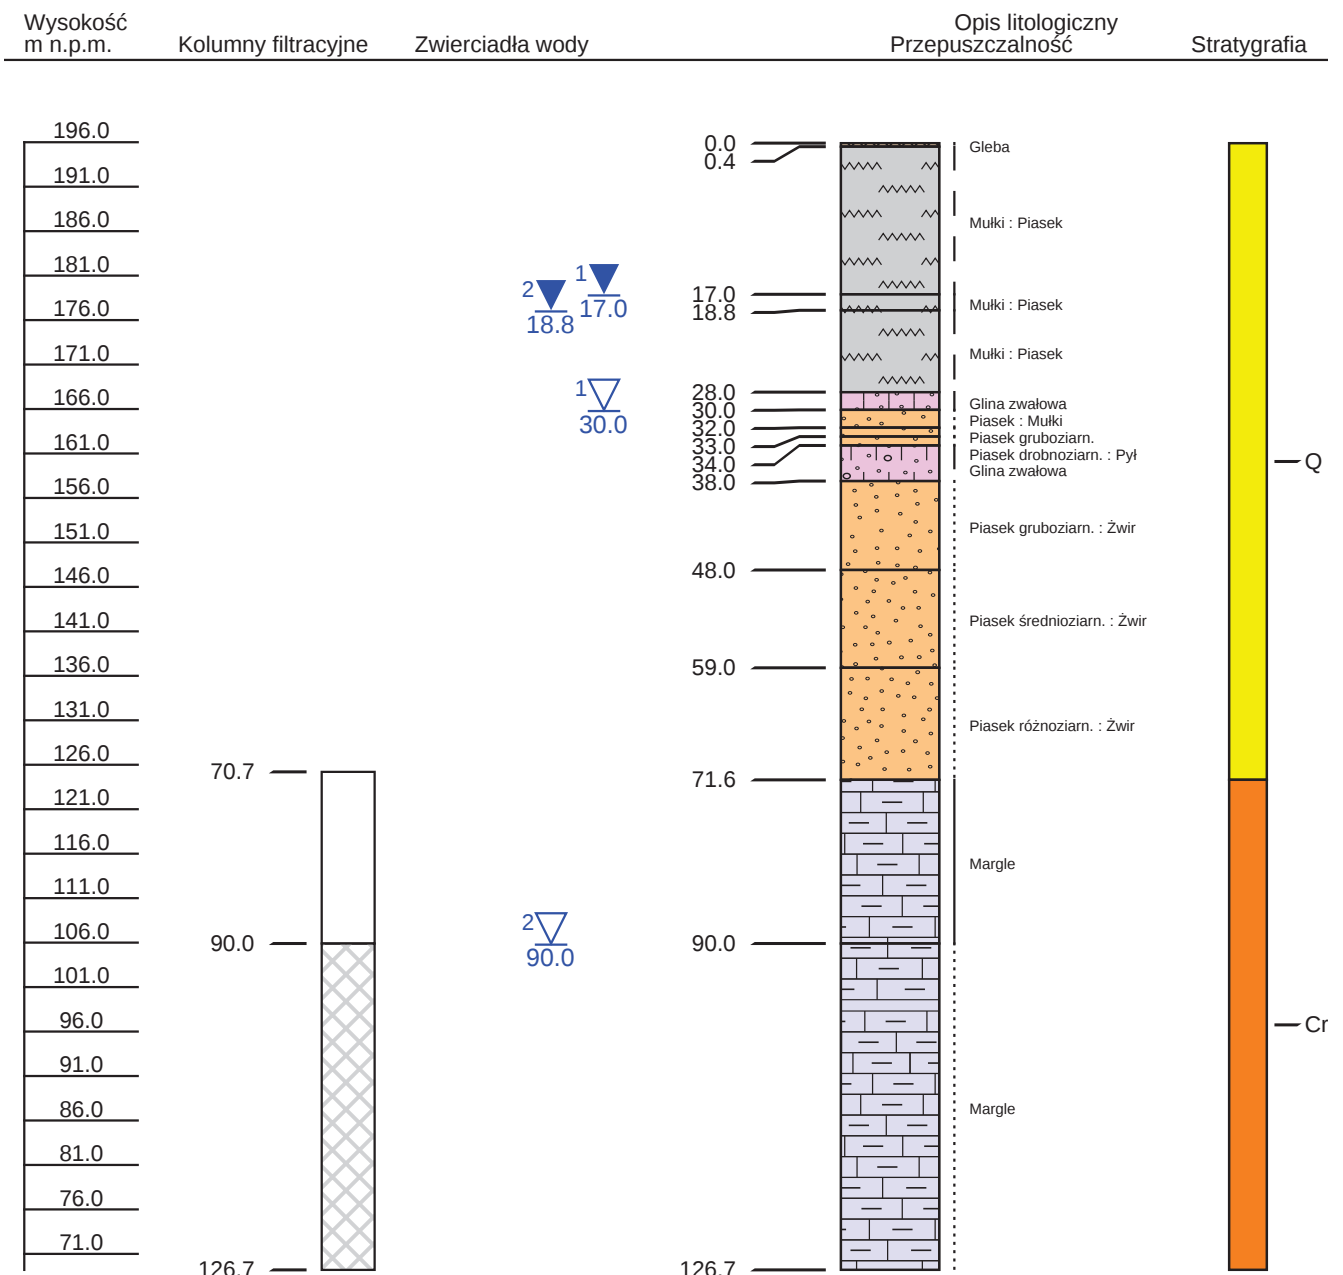 Wysokość
m n.p.m.
Kolumny filtracyjne
Zwierciadła wody
Opis litologiczny
Przepuszczalność
Stratygrafia
196.0
191.0
186.0
181.0
176.0
171.0
166.0
161.0
156.0
151.0
146.0
141.0
136.0
131.0
126.0
121.0
116.0
111.0
106.0
101.0
96.0
91.0
86.0
81.0
76.0
71.0
70.7
90.0
126.7
1
17.0
2
18.8
1
30.0
2
90.0
0.0
0.4
17.0
18.8
28.0
30.0
32.0
33.0
34.0
38.0
48.0
59.0
71.6
90.0
126.7
Gleba
Mułki : Piasek
Mułki : Piasek
Mułki : Piasek
Glina zwałowa
Piasek : Mułki
Piasek gruboziarn.
Piasek drobnoziarn. : Pył
Glina zwałowa
Piasek gruboziarn. : Żwir
Piasek średnioziarn. : Żwir
Piasek różnoziarn. : Żwir
Margle
Margle
Q
Cr